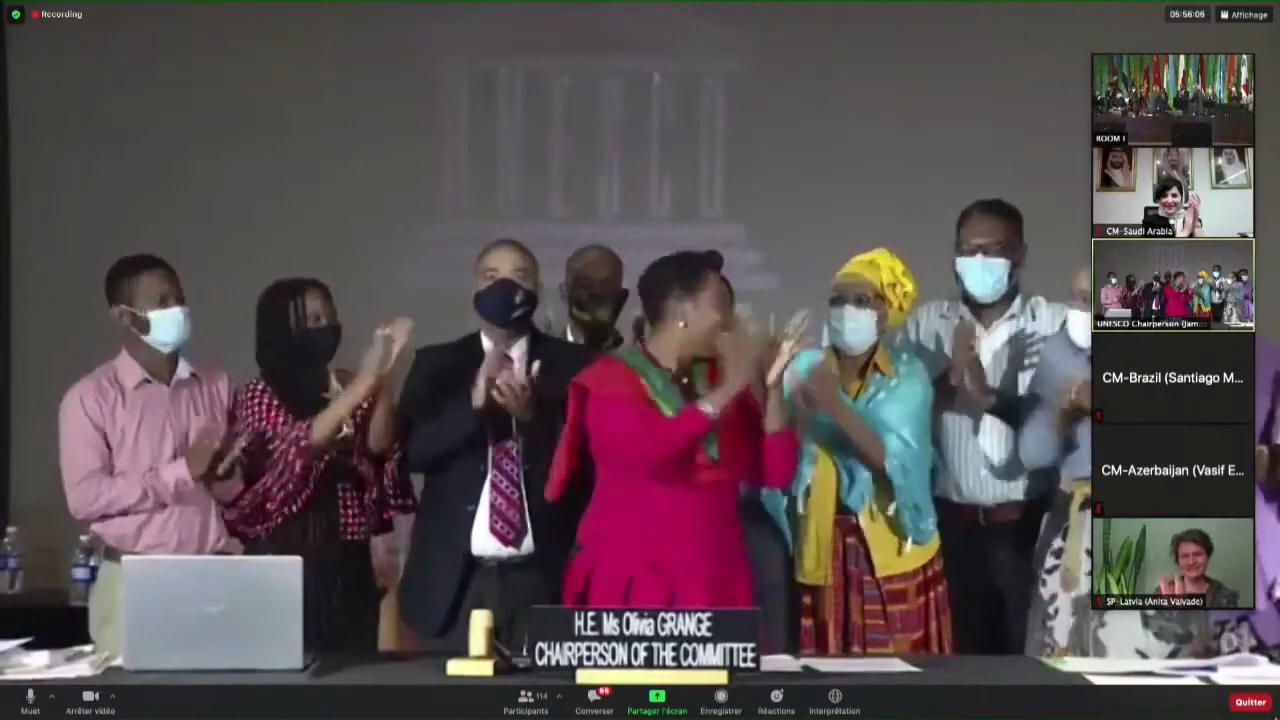 Recording
05:56:06
Affichage
UNESCO
ROOM I
CM-Saudi Arabia
UNESCO Chairperson (Jam...
CM-Brazil (Santiago M...
CM-Azerbaijan (Vasif E...
SP-Latvia (Anita Vaivade)
H.E. Ms Olivia GRANGE
CHAIRPERSON OF THE COMMITTEE
Muet
Arrêter vidéo
114
Participants
66
Converser
Partager l'écran
Enregistrer
Réactions
Interprétation
Quitter